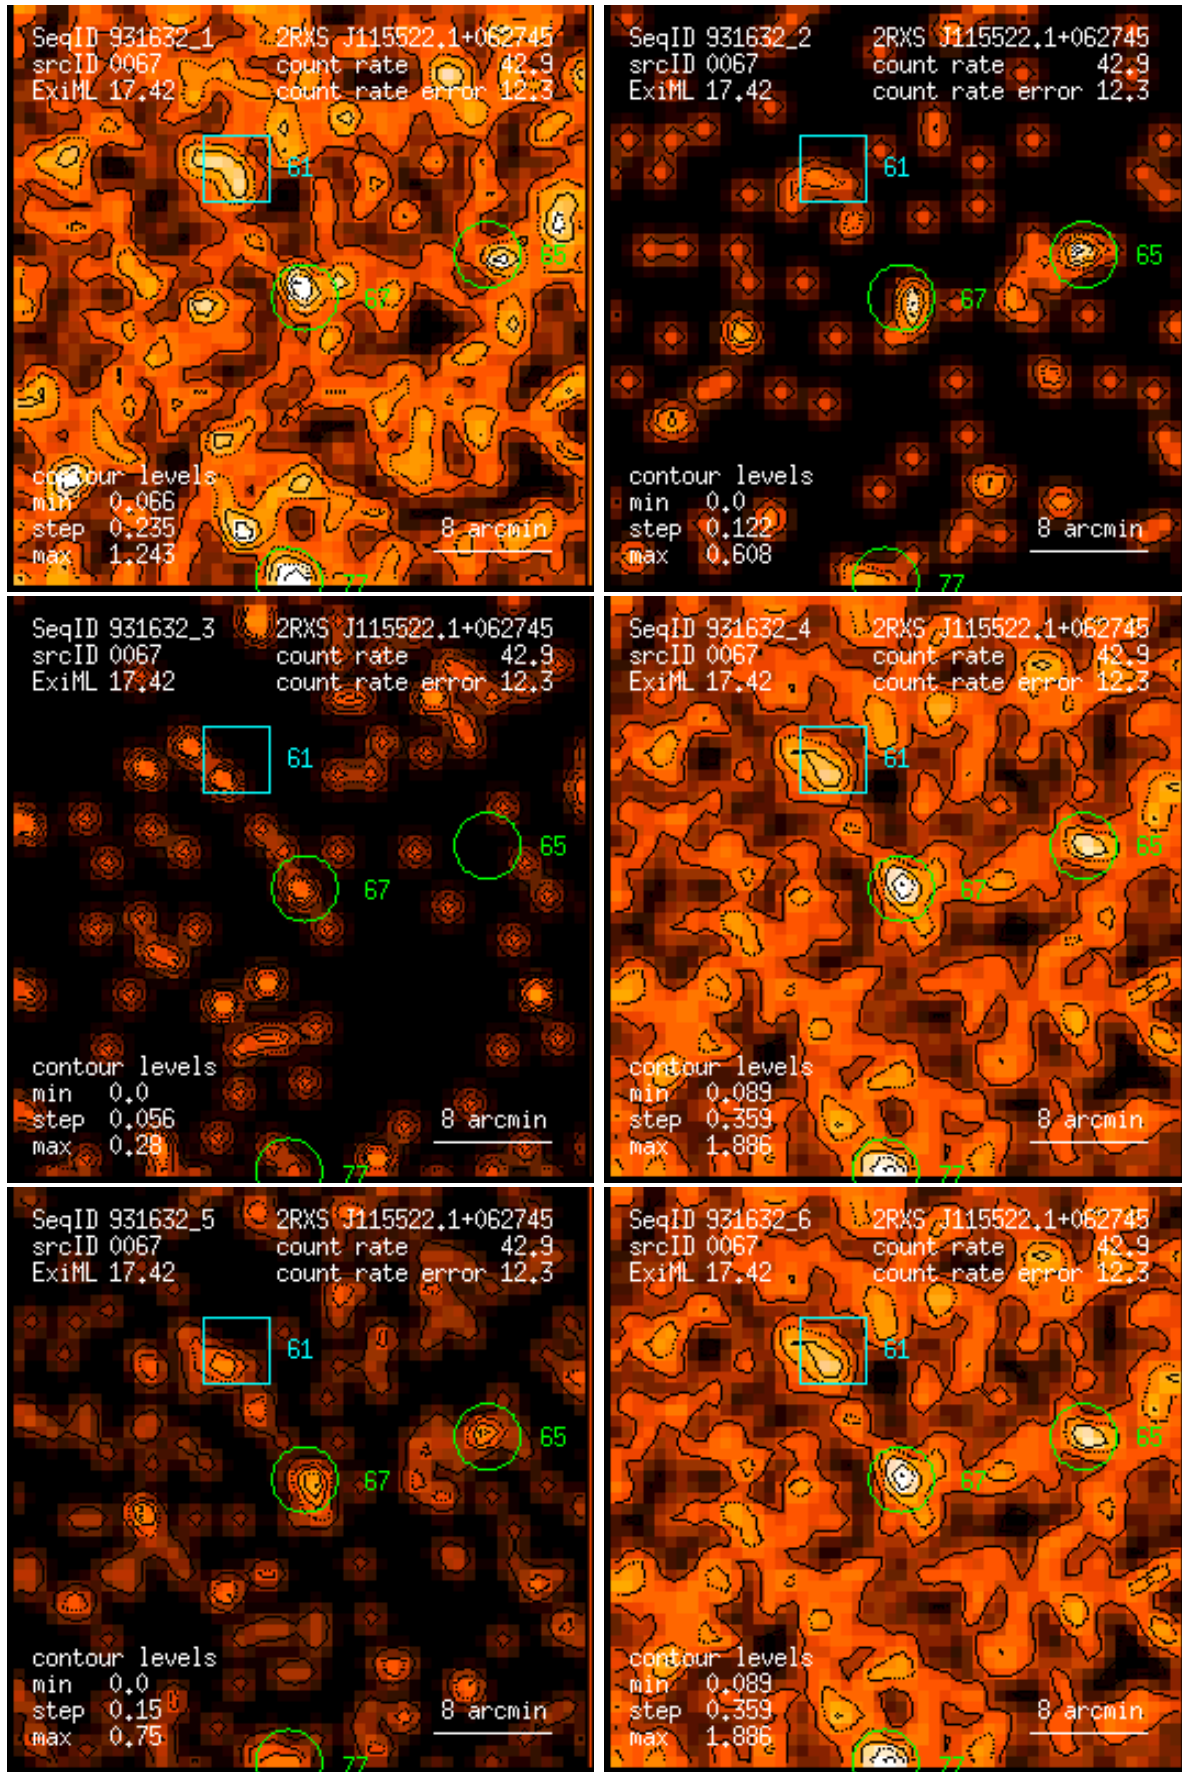 SeqID 931632_1 2RXS J115522.1+062745
srcID 0067 count rate 42.9
ExiML 17.42 count rate error 12.3
61
65
67
contour levels
min 0.066
step 0.235 8 arcmin
max 1.243
77
SeqID 931632_2 2RXS J115522.1+062745
srcID 0067 count rate 42.9
ExiML 17.42 count rate error 12.3
61
65
67
contour levels
min 0.0
step 0.122 8 arcmin
max 0.608
77
SeqID 931632_3 2RXS J115522.1+062745
srcID 0067 count rate 42.9
ExiML 17.42 count rate error 12.3
61
65
67
contour levels
min 0.0
step 0.056 8 arcmin
max 0.28
77
SeqID 931632_4 2RXS J115522.1+062745
srcID 0067 count rate 42.9
ExiML 17.42 count rate error 12.3
61
65
67
contour levels
min 0.089
step 0.359 8 arcmin
max 1.886
77
SeqID 931632_5 2RXS J115522.1+062745
srcID 0067 count rate 42.9
ExiML 17.42 count rate error 12.3
61
65
67
contour levels
min 0.0
step 0.15 8 arcmin
max 0.75
77
SeqID 931632_6 2RXS J115522.1+062745
srcID 0067 count rate 42.9
ExiML 17.42 count rate error 12.3
61
65
67
contour levels
min 0.089
step 0.359 8 arcmin
max 1.886
77